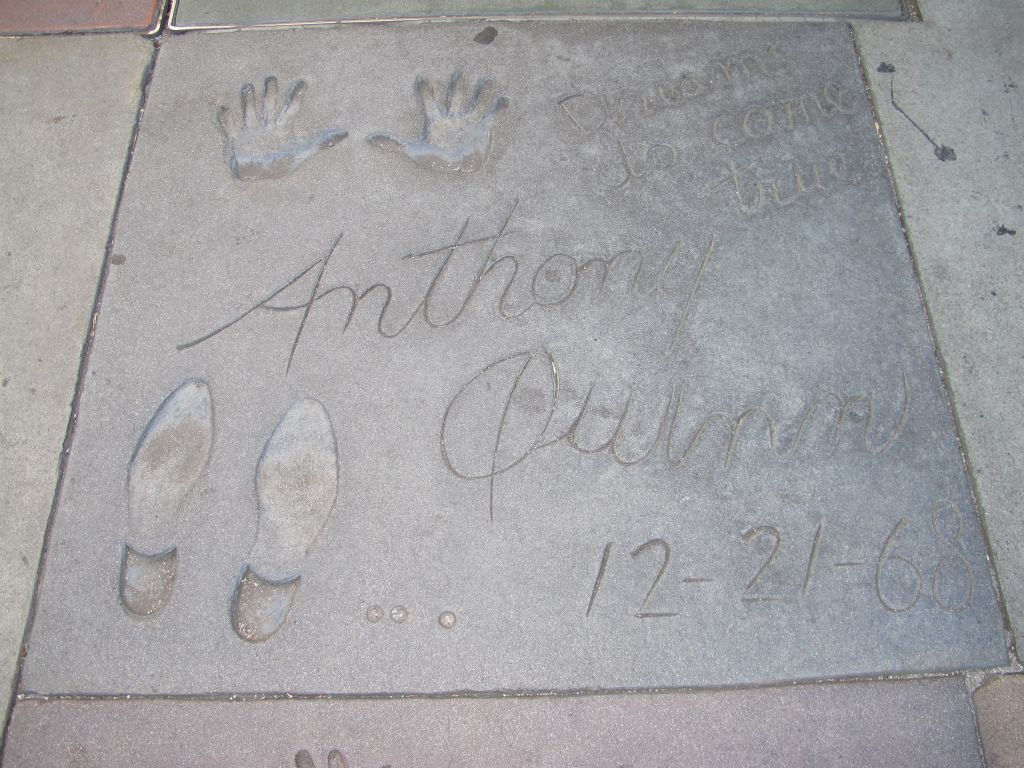 Dreams
do come
true.
Anthony
Quinn
12-21-68